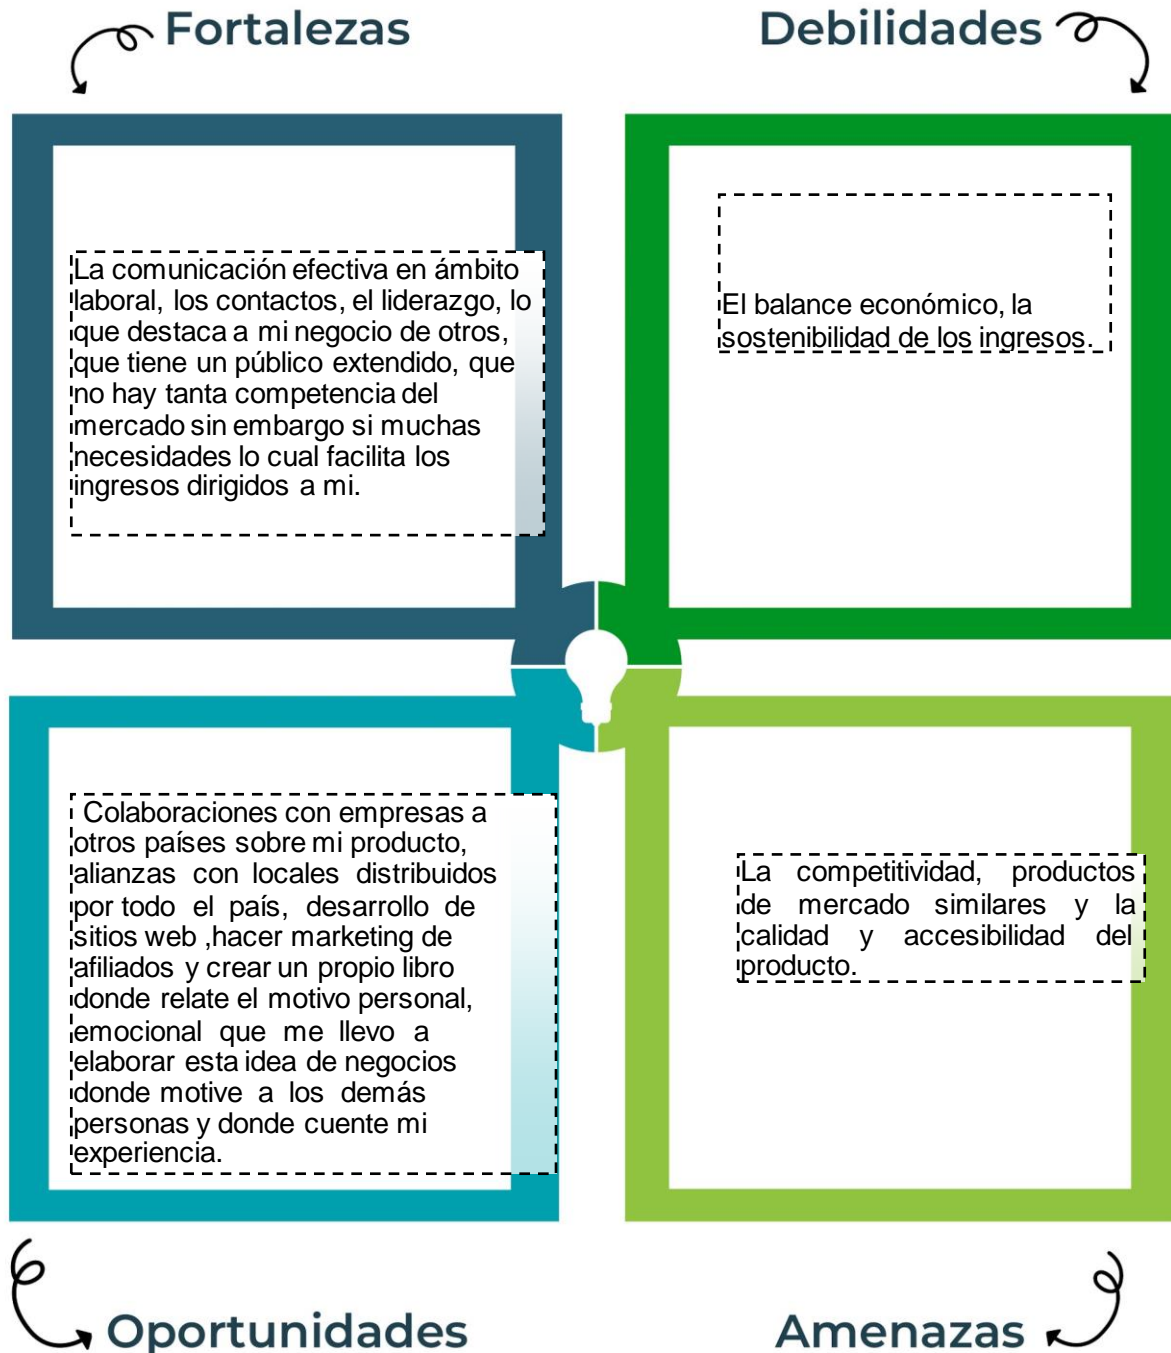 Fortalezas
La comunicación efectiva en ámbito
laboral, los contactos, el liderazgo, lo
que destaca a mi negocio de otros,
que tiene un público extendido, que
no hay tanta competencia del
mercado sin embargo si muchas
necesidades lo cual facilita los
ingresos dirigidos a mi.
Debilidades
El balance económico, la
sostenibilidad de los ingresos.
Colaboraciones con empresas a
otros países sobre mi producto,
alianzas con locales distribuidos
por todo el país, desarrollo de
sitios web ,hacer marketing de
afiliados y crear un propio libro
donde relate el motivo personal,
emocional que me llevo a
elaborar esta idea de negocios
donde motive a los demás
personas y donde cuente mi
experiencia.
Oportunidades
La competitividad, productos
de mercado similares y la
calidad y accesibilidad del
producto.
Amenazas